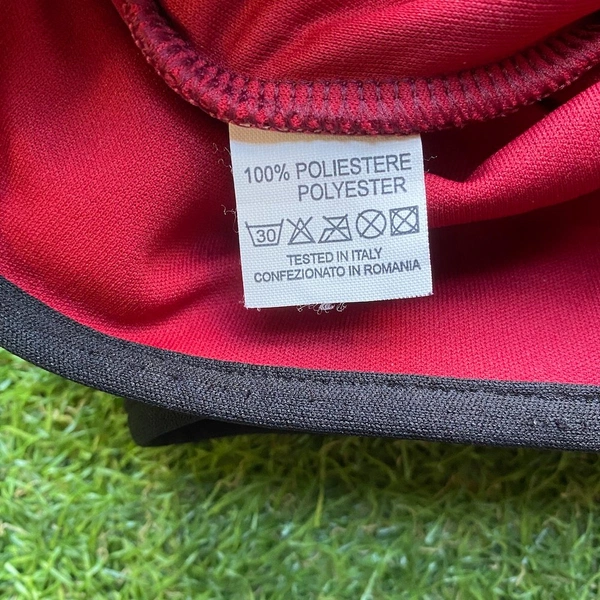 100% POLIESTERE
POLYESTER
30
TESTED IN ITALY
CONFEZIONATO IN ROMANIA